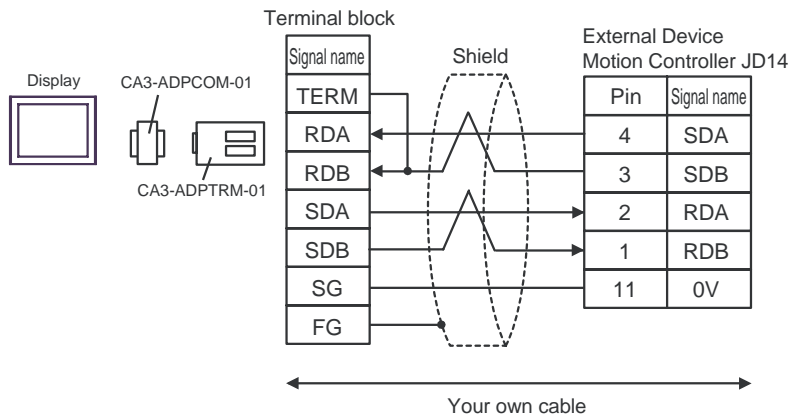 Terminal block
External Device
Motion Controller JD14
Signal name
Shield
Display
CA3-ADPCOM-01
CA3-ADPTRM-01
Pin
Signal name
TERM
RDA
4
SDA
RDB
3
SDB
SDA
2
RDA
SDB
1
RDB
SG
11
0V
FG
Your own cable